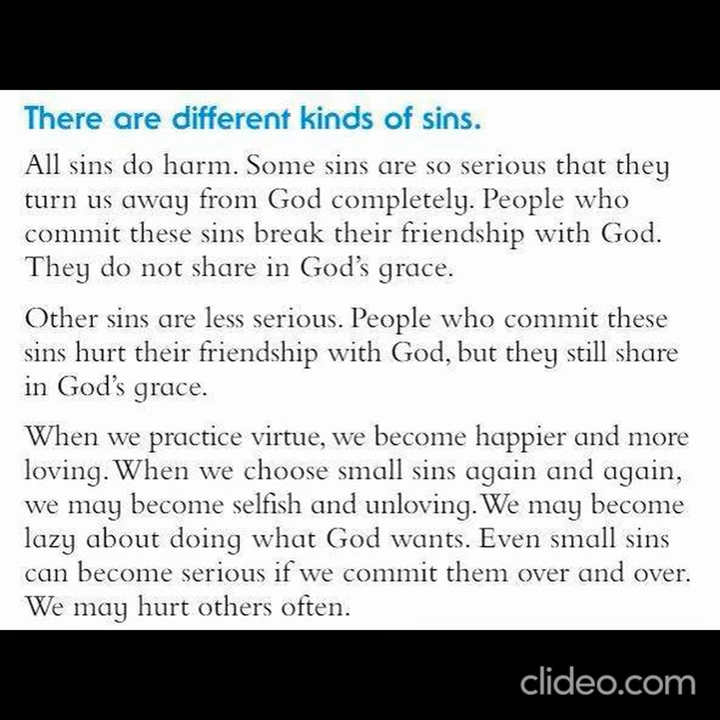 There are different kinds of sins.
All sins do harm. Some sins are so serious that they
turn us away from God completely. People who
commit these sins break their friendship with God.
They do not share in God's grace.
Other sins are less serious. People who commit these
sins hurt their friendship with God, but they still share
in God's grace.
When we practice virtue, we become happier and more
loving. When we choose small sins again and again,
we may become selfish and unloving. We may become
lazy about doing what God wants. Even small sins
can become serious if we commit them over and over.
We may hurt others often.
clideo.com